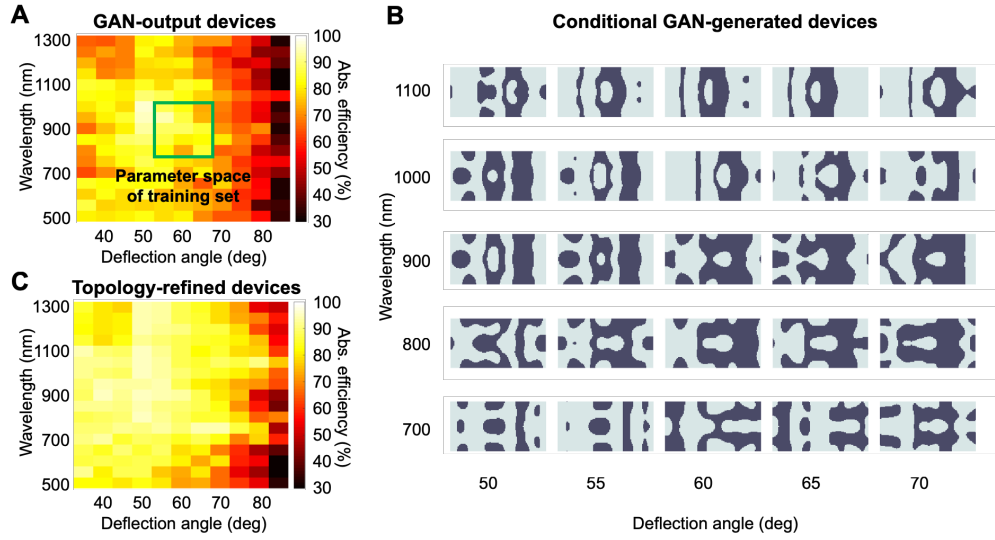 A
GAN-output devices
1300
1100
900
700
500
Wavelength (nm)
Parameter space
of training set
40 50 60 70 80
Deflection angle (deg)
100
90
80
70
60
50
40
30
Abs. efficiency (%)
B
Conditional GAN-generated devices
1100
1000
900
800
700
Wavelength (nm)
50 55 60 65 70
Deflection angle (deg)
C
Topology-refined devices
1300
1100
900
700
500
Wavelength (nm)
40 50 60 70 80
Deflection angle (deg)
100
90
80
70
60
50
40
30
Abs. efficiency (%)